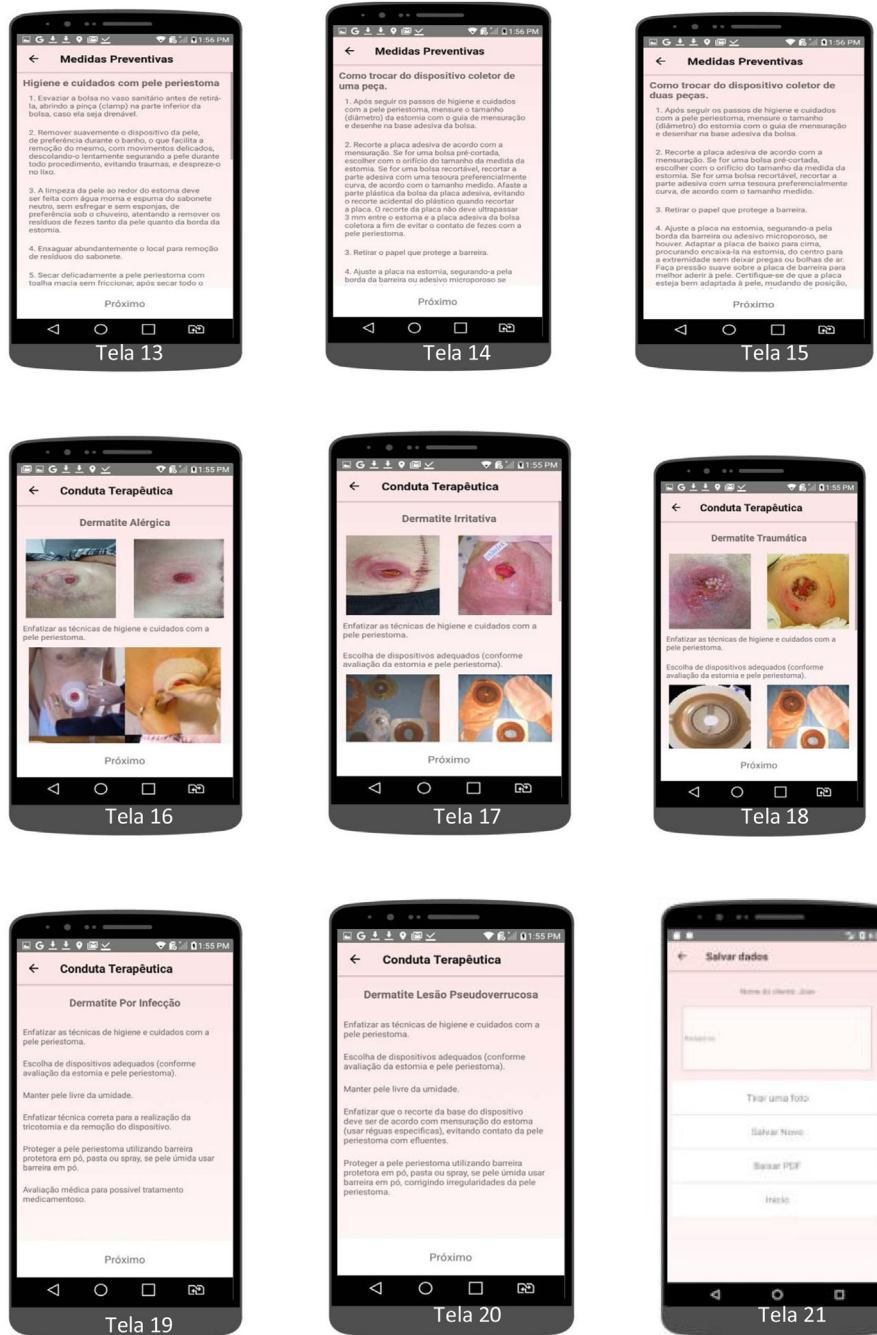 1:56 PM
← Medidas Preventivas
Higiene e cuidados com pele periestoma
1. Esvaziar a bolsa no vaso sanitário antes de retirá-
la, abrindo a pinça (clamp) na parte inferior da
bolsa, caso ela seja drenável.
2. Remover suavemente o dispositivo da pele,
de preferência durante o banho, o que facilita a
remoção do mesmo, com movimentos delicados,
descolando-o lentamente segurando a pele durante
todo procedimento, evitando traumas, e despreze-o
no lixo.
3. A limpeza da pele ao redor do estoma deve
ser feita com água morna e espuma do sabonete
neutro, sem esfregar e sem esponjas, de
preferência sob o chuveiro, atentando a remover os
resíduos de fezes tanto da pele quanto da borda da
estomia.
4. Enxaguar abundantemente o local para remoção
de resíduos do sabonete.
5. Secar delicadamente a pele periestoma com
toalha macia sem friccionar, após secar todo o
Próximo
Tela 13
1:56 PM
← Medidas Preventivas
Como trocar do dispositivo coletor de
uma peça.
1. Após seguir os passos de higiene e cuidados
com a pele periestoma, mensure o tamanho
(diâmetro) da estomia com o guia de mensuração
e desenhe na base adesiva da bolsa.
2. Recorte a placa adesiva de acordo com a
mensuração. Se for uma bolsa pré-cortada,
escolher com o orifício do tamanho da medida da
estomia. Se for uma bolsa recortável, recortar a
parte adesiva com uma tesoura preferencialmente
curva, de acordo com o tamanho medido. Afaste a
parte plástica da bolsa da placa adesiva, evitando
o recorte acidental do plástico quando recortar
a placa. O recorte da placa não deve ultrapassar
3 mm entre o estoma e a placa adesiva da bolsa
coletora a fim de evitar o contato de fezes com a
pele periestoma.
3. Retirar o papel que protege a barreira.
4. Ajuste a placa na estomia, segurando-a pela
borda da barreira ou adesivo microporoso se
Próximo
Tela 14
1:56 PM
← Medidas Preventivas
Como trocar do dispositivo coletor de
duas peças.
1. Após seguir os passos de higiene e cuidados
com a pele periestoma, mensure o tamanho
(diâmetro) do estomia com o guia de mensuração
e desenhar na base adesiva da bolsa.
2. Recorte a placa adesiva de acordo com a
mensuração. Se for uma bolsa pré-cortada,
escolher com o orifício do tamanho da medida da
estomia. Se for uma bolsa recortável, recortar a
parte adesiva com uma tesoura preferencialmente
curva, de acordo com o tamanho medido.
3. Retirar o papel que protege a barreira.
4. Ajuste a placa na estomia, segurando-a pela
borda da barreira ou adesivo microporoso, se
houver. Adaptar a placa de baixo para cima,
procurando encaixa-la na estomia, do centro para
a extremidade sem deixar pregas ou bolhas de ar.
Faça pressão suave sobre a placa de barreira para
melhor aderir à pele. Certifique-se de que a placa
esteja bem adaptada à pele, mudando de posição,
Próximo
Tela 15
1:55 PM
← Conduta Terapêutica
Dermatite Alérgica
Enfatizar as técnicas de higiene e cuidados com a
pele periestoma.
Próximo
Tela 16
1:55 PM
← Conduta Terapêutica
Dermatite Irritativa
Enfatizar as técnicas de higiene e cuidados com a
pele periestoma.
Escolha de dispositivos adequados (conforme
avaliação da estomia e pele periestoma).
Próximo
Tela 17
1:55 PM
← Conduta Terapêutica
Dermatite Traumática
Enfatizar as técnicas de higiene e cuidados com a
pele periestoma.
Escolha de dispositivos adequados (conforme
avaliação da estomia e pele periestoma).
Próximo
Tela 18
1:55 PM
← Conduta Terapêutica
Dermatite Por Infecção
Enfatizar as técnicas de higiene e cuidados com a
pele periestoma.
Escolha de dispositivos adequados (conforme
avaliação da estomia e pele periestoma).
Manter pele livre da umidade.
Enfatizar técnica correta para a realização da
tricotomia e da remoção do dispositivo.
Proteger a pele periestoma utilizando barreira
protetora em pó, pasta ou spray, se pele úmida usar
barreira em pó.
Avaliação médica para possível tratamento
medicamentoso.
Próximo
Tela 19
1:55 PM
← Conduta Terapêutica
Dermatite Lesão Pseudoverrucosa
Enfatizar as técnicas de higiene e cuidados com a
pele periestoma.
Escolha de dispositivos adequados (conforme
avaliação da estomia e pele periestoma).
Manter pele livre da umidade.
Enfatizar que o recorte da base do dispositivo
deve ser de acordo com mensuração do estoma
(usar réguas especificas), evitando contato da pele
periestoma com efluentes.
Proteger a pele periestoma utilizando barreira
protetora em pó, pasta ou spray, se pele úmida usar
barreira em pó, corrigindo irregularidades da pele
periestoma.
Próximo
Tela 20
← Salvar dados
Nome do cliente: Joao
Tirar uma foto
Salvar Novo
Baixar PDF
Início
Tela 21